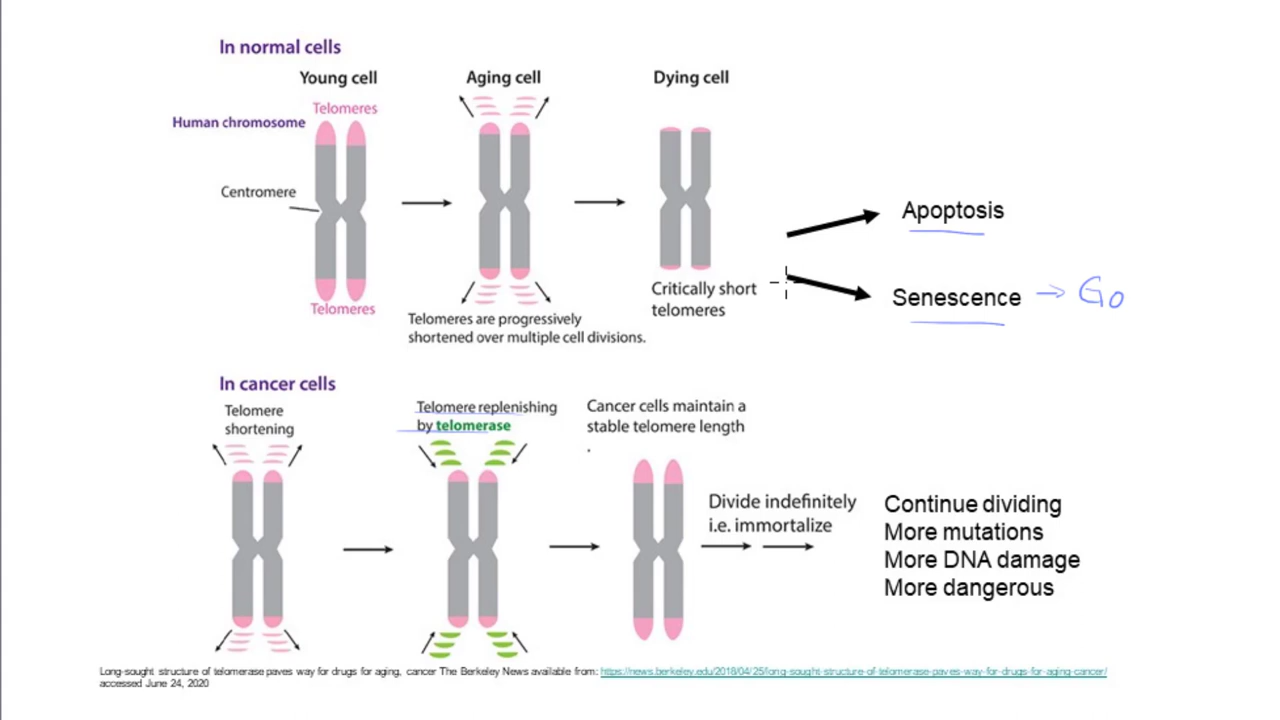 In normal cells
Young cell
Aging cell
Dying cell
Telomeres
Human chromosome
Centromere
Telomeres
Telomeres are progressively
shortened over multiple cell divisions.
Critically short
telomeres
Apoptosis
Senescence → G0
In cancer cells
Telomere
shortening
Telomere replenishing
by telomerase
Cancer cells maintain a
stable telomere length
.
Divide indefinitely
i.e. immortalize
Continue dividing
More mutations
More DNA damage
More dangerous
Long-sought structure of telomerase paves way for drugs for aging, cancer The Berkeley News available from: https://news.berkeley.edu/2018/04/25/long-sought-structure-of-telomerase-paves-way-for-drugs-for-aging-cancer/
accessed June 24, 2020